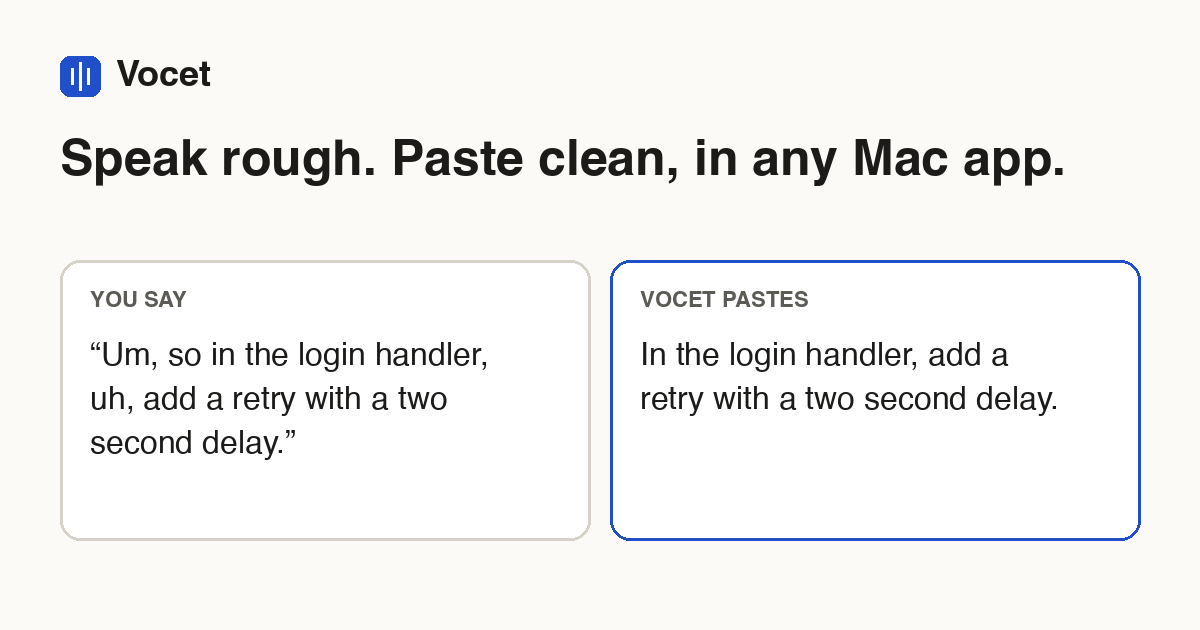 Vocet
Speak rough. Paste clean, in any Mac app.
YOU SAY
“Um, so in the login handler,
uh, add a retry with a two
second delay.”
VOCET PASTES
In the login handler, add a
retry with a two second delay.